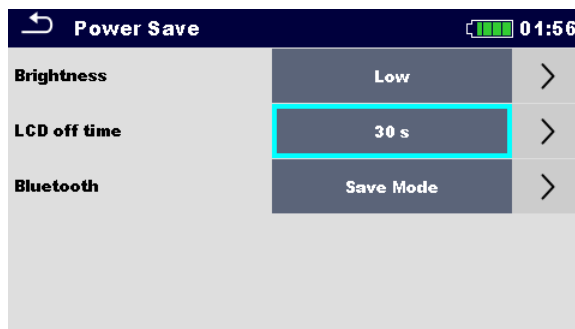 Power Save 01:56
Brightness Low
LCD off time 30 s
Bluetooth Save Mode